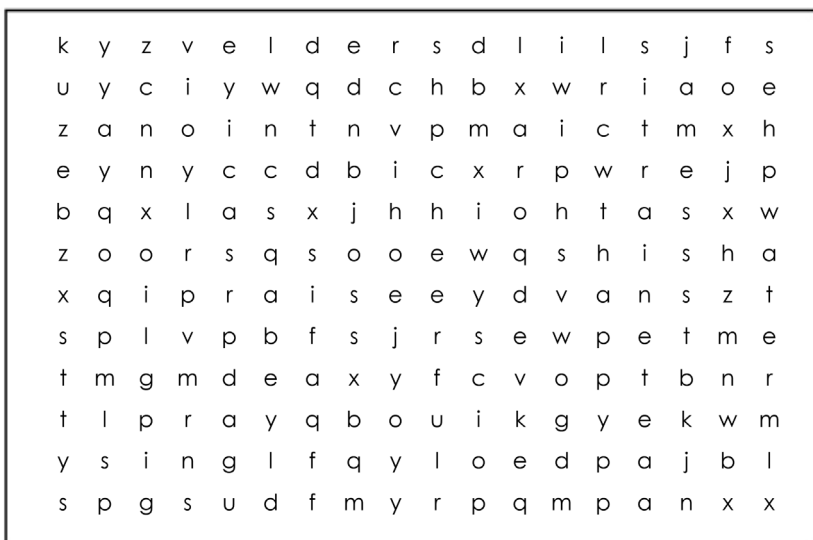 k y z v e l d e r s d l i l s j f s
u y c i y w q d c h b x w r i a o e
z a n o i n t n v p m a i c t m x h
e y n y c c d b i c x r p w r e j p
b q x l a s x j h h i o h t a s x w
z o o r s q s o o e w q s h i s h a
x q i p r a i s e e y d v a n s z t
s p l v p b f s j r s e w p e t m e
t m g m d e a x y f c v o p t b n r
t l p r a y q b o u i k g y e k w m
y s i n g l f q y l o e d p a j b l
s p g s u d f m y r p q m p a n x x